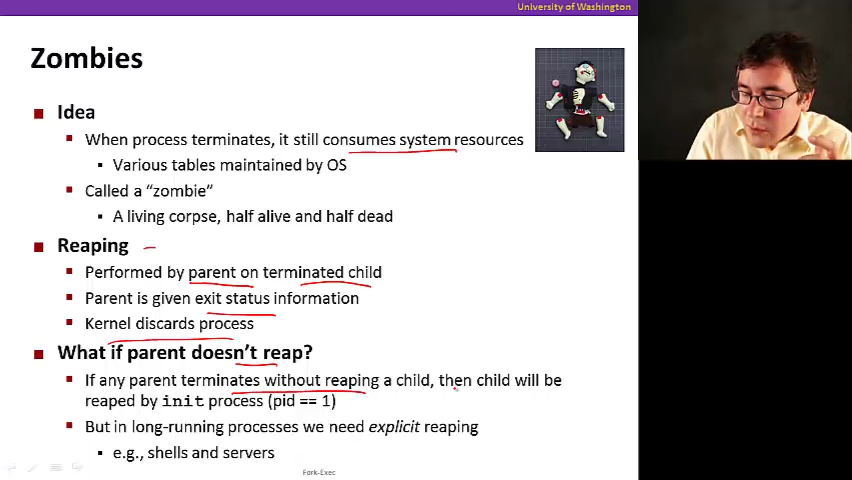 University of Washington
Zombies
Idea
When process terminates, it still consumes system resources
Various tables maintained by OS
Called a “zombie”
A living corpse, half alive and half dead
Reaping
Performed by parent on terminated child
Parent is given exit status information
Kernel discards process
What if parent doesn’t reap?
If any parent terminates without reaping a child, then child will be
reaped by init process (pid == 1)
But in long-running processes we need explicit reaping
e.g., shells and servers
Fork-Exec